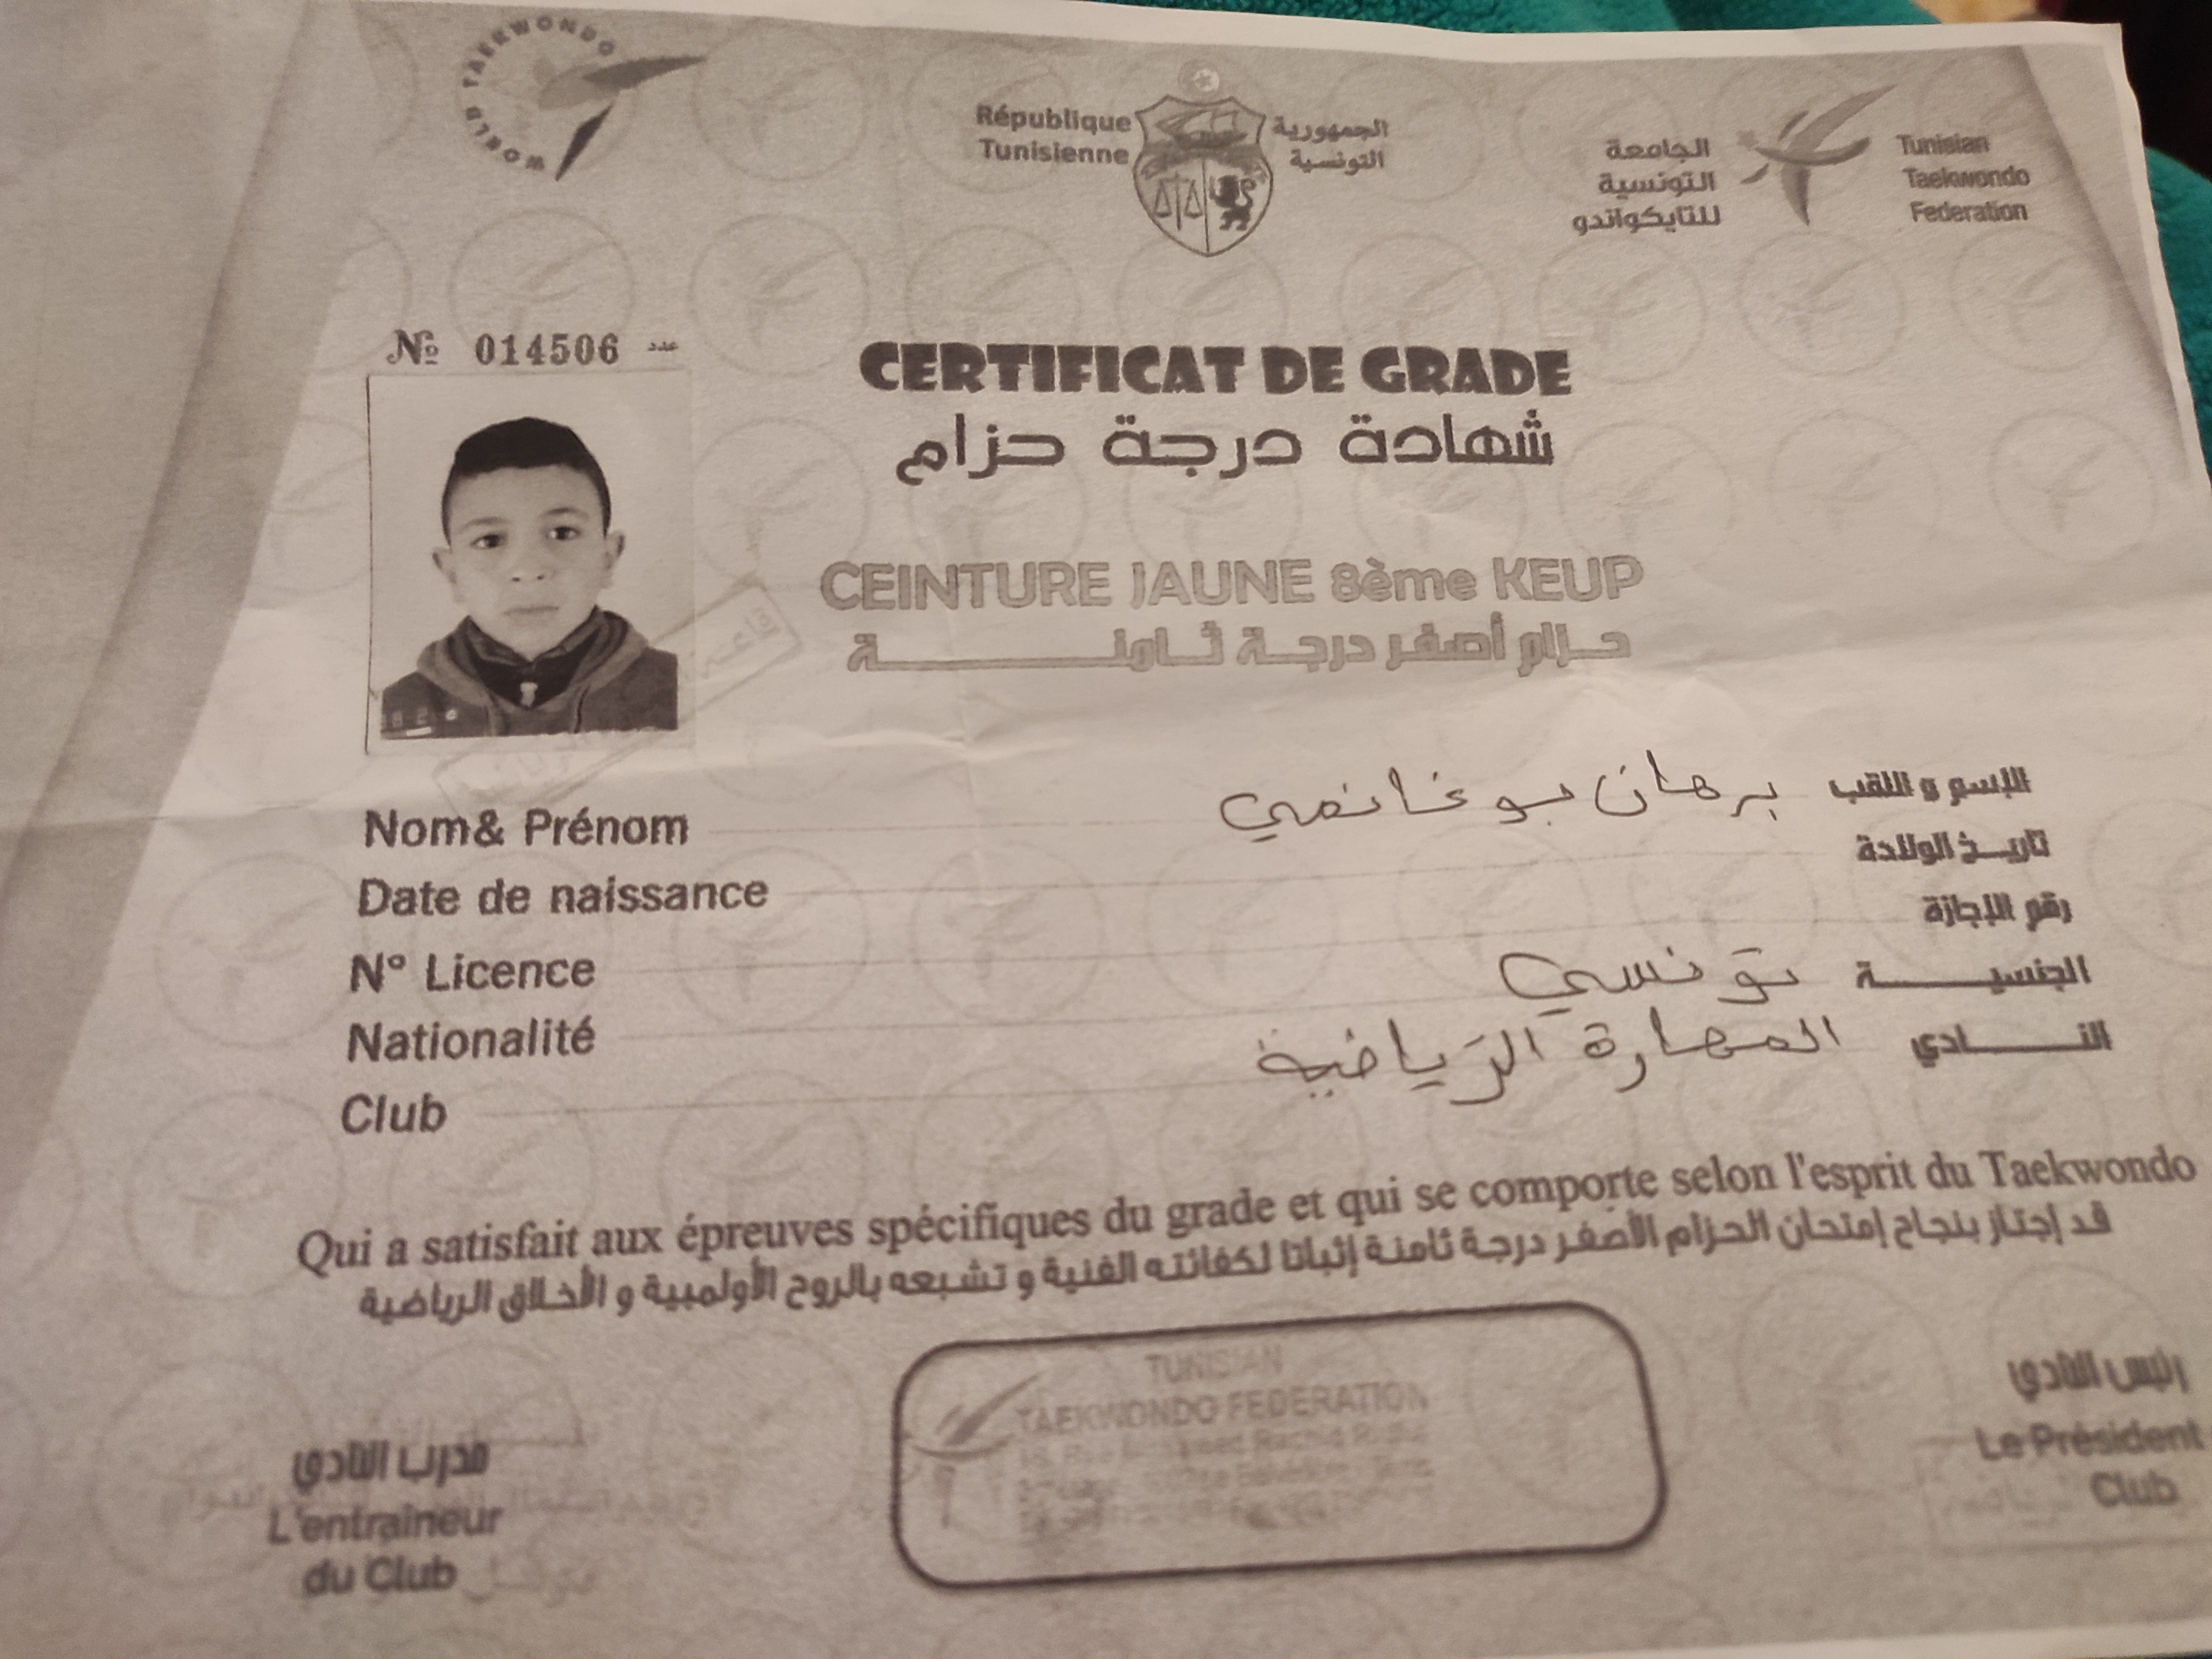 WORLD TAEKWONDO
République
Tunisienne
الجمهورية
التونسية
الجامعة
التونسية
للتايكواندو
Tunisian
Taekwondo
Federation
№ 014506 عدد
CERTIFICAT DE GRADE
شهادة درجة حزام
CEINTURE JAUNE 8ème KEUP
حزام أصفر درجة ثامنة
Nom& Prénom برهان بوغانمي الإسم و اللقب
Date de naissance تاريخ الولادة
N° Licence رقم الإجازة
Nationalité تونسي الجنسية
Club المهارة الرياضية النادي
Qui a satisfait aux épreuves spécifiques du grade et qui se comporte selon l'esprit du Taekwondo
قد إجتاز بنجاح إمتحان الحزام الأصفر درجة ثامنة إثباتا لكفائته الفنية و تشبعه بالروح الأولمبية و الأخلاق الرياضية
مدرب النادي
L'entraîneur
du Club
TUNISIAN
TAEKWONDO FEDERATION
رئيس النادي
Le Président
Club